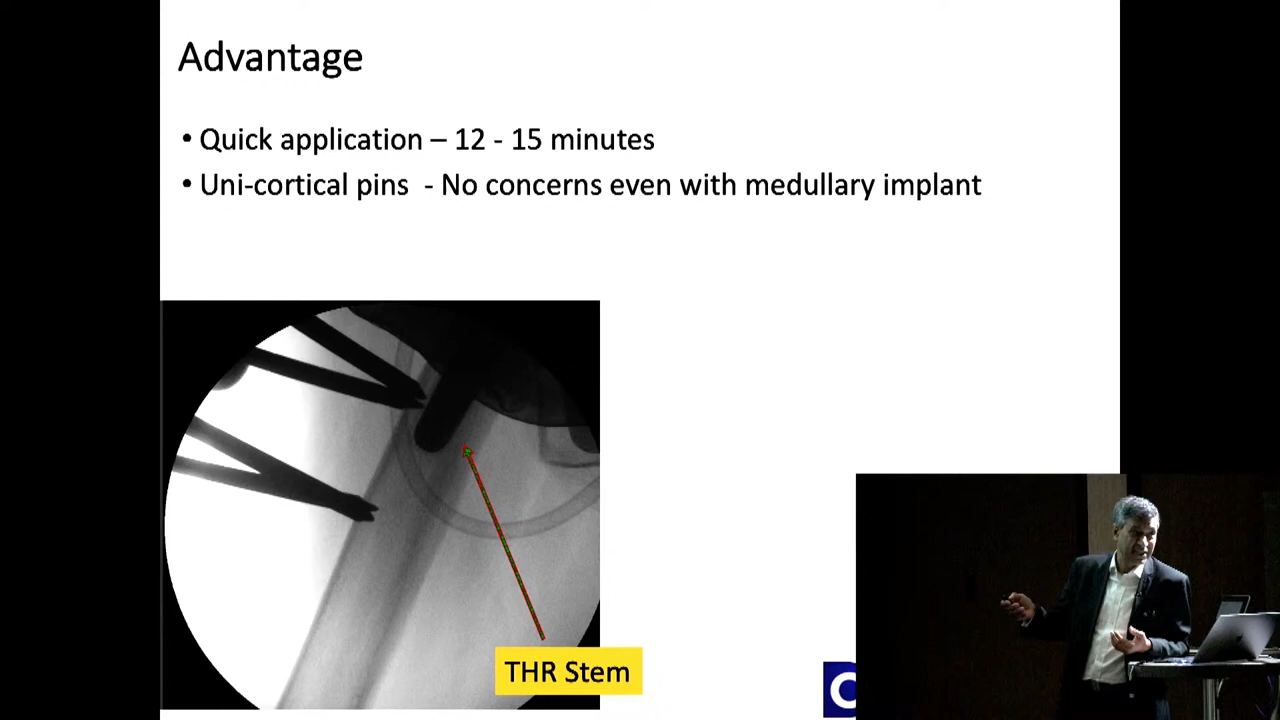 Advantage
• Quick application – 12 - 15 minutes
• Uni-cortical pins - No concerns even with medullary implant
THR Stem